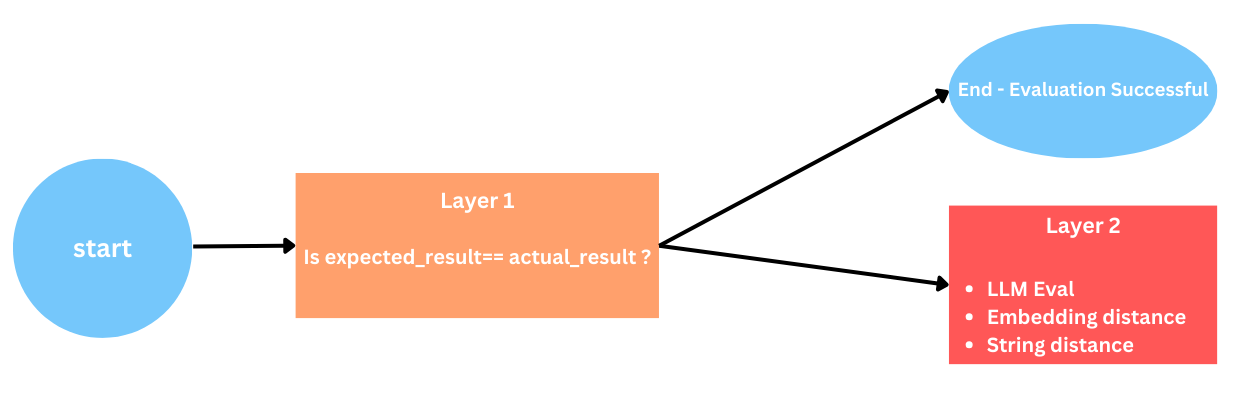 start
Layer 1
Is expected_result== actual_result ?
End - Evaluation Successful
Layer 2
• LLM Eval
• Embedding distance
• String distance